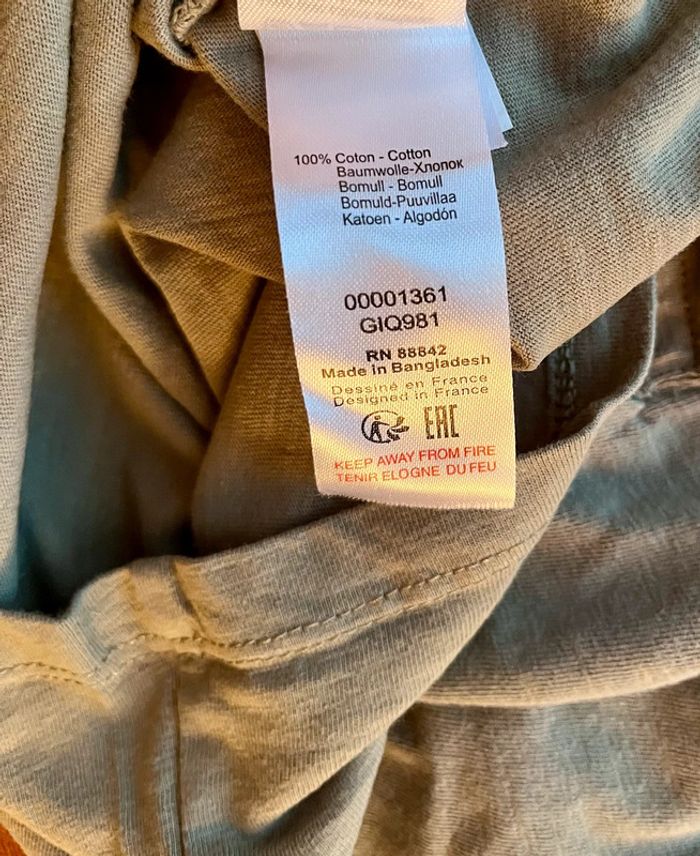 100% Coton - Cotton
Baumwolle-Хлопок
Bomull - Bomull
Bomuld-Puuvillaa
Katoen - Algodón
00001361
GIQ981
RN 88842
Made in Bangladesh
Dessiné en France
Designed in France
EAC
KEEP AWAY FROM FIRE
TENIR ELOGNE DU FEU